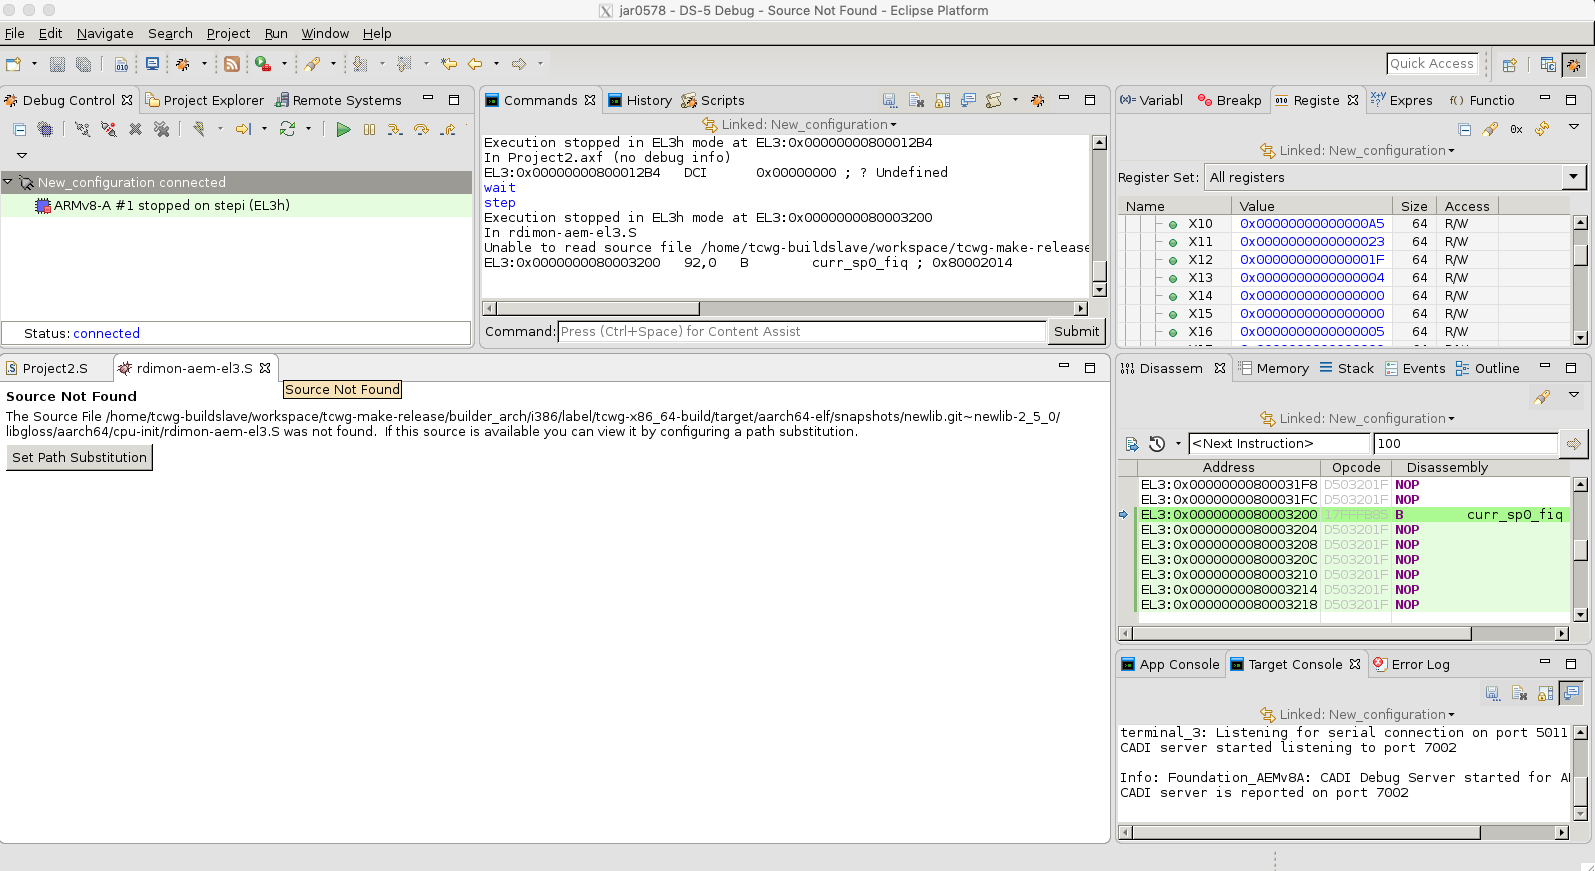 jar0578 - DS-5 Debug - Source Not Found - Eclipse Platform
File Edit Navigate Search Project Run Window Help
Quick Access
Debug Control Project Explorer Remote Systems
New_configuration connected
ARMv8-A #1 stopped on stepi (EL3h)
Status: connected
Commands History Scripts
Linked: New_configuration
Execution stopped in EL3h mode at EL3:0x00000000800012B4
In Project2.axf (no debug info)
EL3:0x00000000800012B4 DCI 0x00000000 ; ? Undefined
wait
step
Execution stopped in EL3h mode at EL3:0x0000000080003200
In rdimon-aem-el3.S
Unable to read source file /home/tcwg-buildslave/workspace/tcwg-make-release
EL3:0x0000000080003200 92,0 B curr_sp0_fiq ; 0x80002014
Command: Press (Ctrl+Space) for Content Assist Submit
(x)= Variabl Breakp Registe Expres f() Functio
0x
Linked: New_configuration
Register Set: All registers
Name Value Size Access
X10 0x00000000000000A5 64 R/W
X11 0x0000000000000023 64 R/W
X12 0x000000000000001F 64 R/W
X13 0x0000000000000004 64 R/W
X14 0x0000000000000000 64 R/W
X15 0x0000000000000000 64 R/W
X16 0x0000000000000005 64 R/W
Project2.S rdimon-aem-el3.S
Source Not Found
Source Not Found
The Source File /home/tcwg-buildslave/workspace/tcwg-make-release/builder_arch/i386/label/tcwg-x86_64-build/target/aarch64-elf/snapshots/newlib.git~newlib-2_5_0/
libgloss/aarch64/cpu-init/rdimon-aem-el3.S was not found. If this source is available you can view it by configuring a path substitution.
Set Path Substitution
Disassem Memory Stack Events Outline
Linked: New_configuration
<Next Instruction> 100
Address Opcode Disassembly
EL3:0x00000000800031F8 D503201F NOP
EL3:0x00000000800031FC D503201F NOP
EL3:0x0000000080003200 17FFFB85 B curr_sp0_fiq
EL3:0x0000000080003204 D503201F NOP
EL3:0x0000000080003208 D503201F NOP
EL3:0x000000008000320C D503201F NOP
EL3:0x0000000080003210 D503201F NOP
EL3:0x0000000080003214 D503201F NOP
EL3:0x0000000080003218 D503201F NOP
App Console Target Console Error Log
Linked: New_configuration
terminal_3: Listening for serial connection on port 5011
CADI server started listening to port 7002
Info: Foundation_AEMv8A: CADI Debug Server started for
CADI server is reported on port 7002